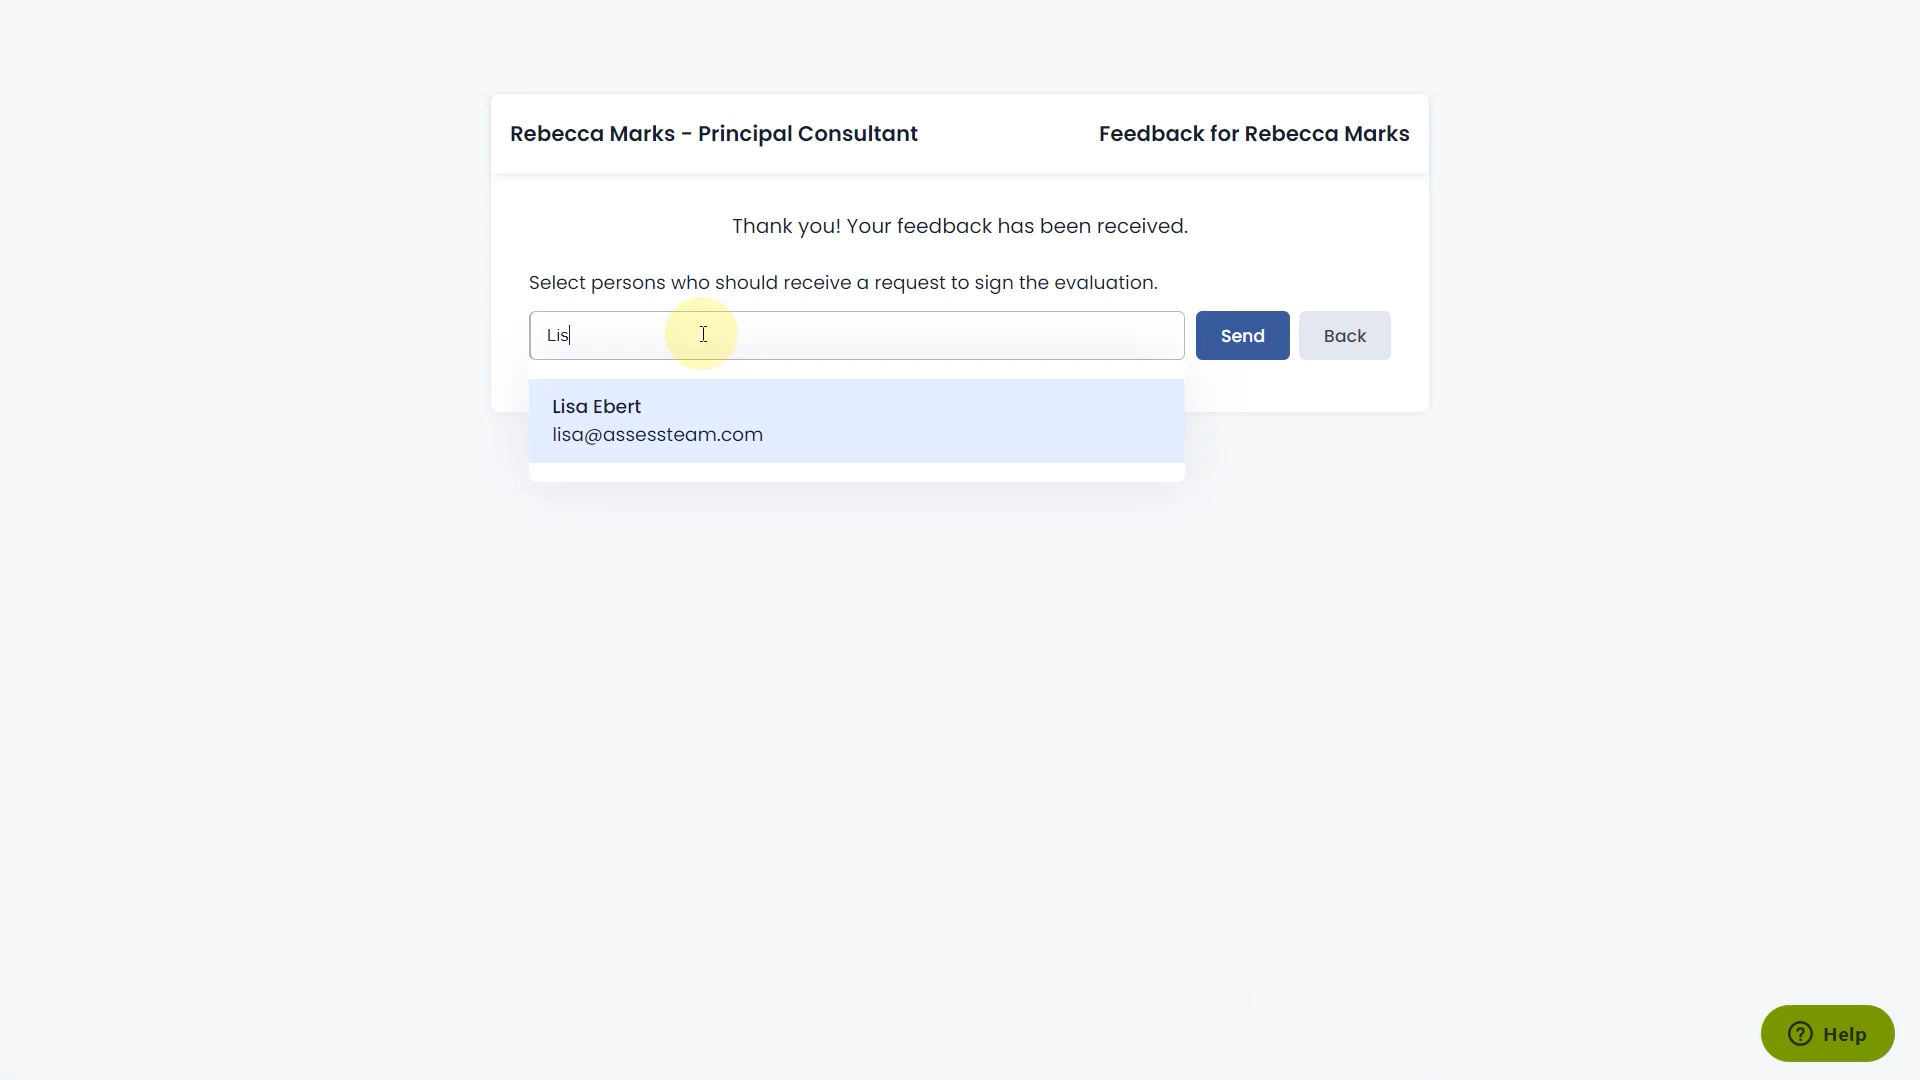 Rebecca Marks - Principal Consultant
Feedback for Rebecca Marks
Thank you! Your feedback has been received.
Select persons who should receive a request to sign the evaluation.
Lis
Send
Back
Lisa Ebert
lisa@assessteam.com
Help